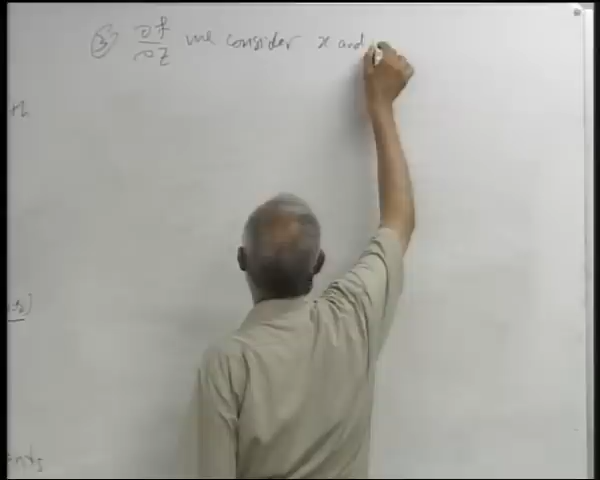 ③ ∂f/∂z we consider x and